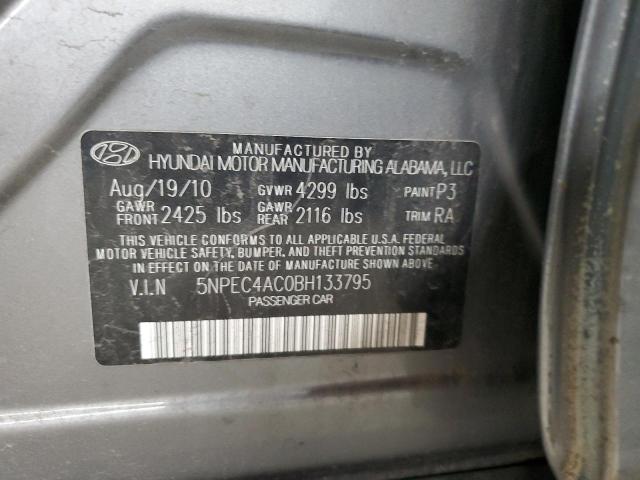 MANUFACTURED BY
HYUNDAI MOTOR MANUFACTURING ALABAMA, LLC
Aug/19/10 GVWR 4299 lbs PAINT P3
GAWR FRONT 2425 lbs GAWR REAR 2116 lbs TRIM RA
THIS VEHICLE CONFORMS TO ALL APPLICABLE U.S.A. FEDERAL
MOTOR VEHICLE SAFETY, BUMPER, AND THEFT PREVENTION STANDARDS
IN EFFECT ON THE DATE OF MANUFACTURE SHOWN ABOVE.
V.I.N 5NPEC4AC0BH133795
PASSENGER CAR